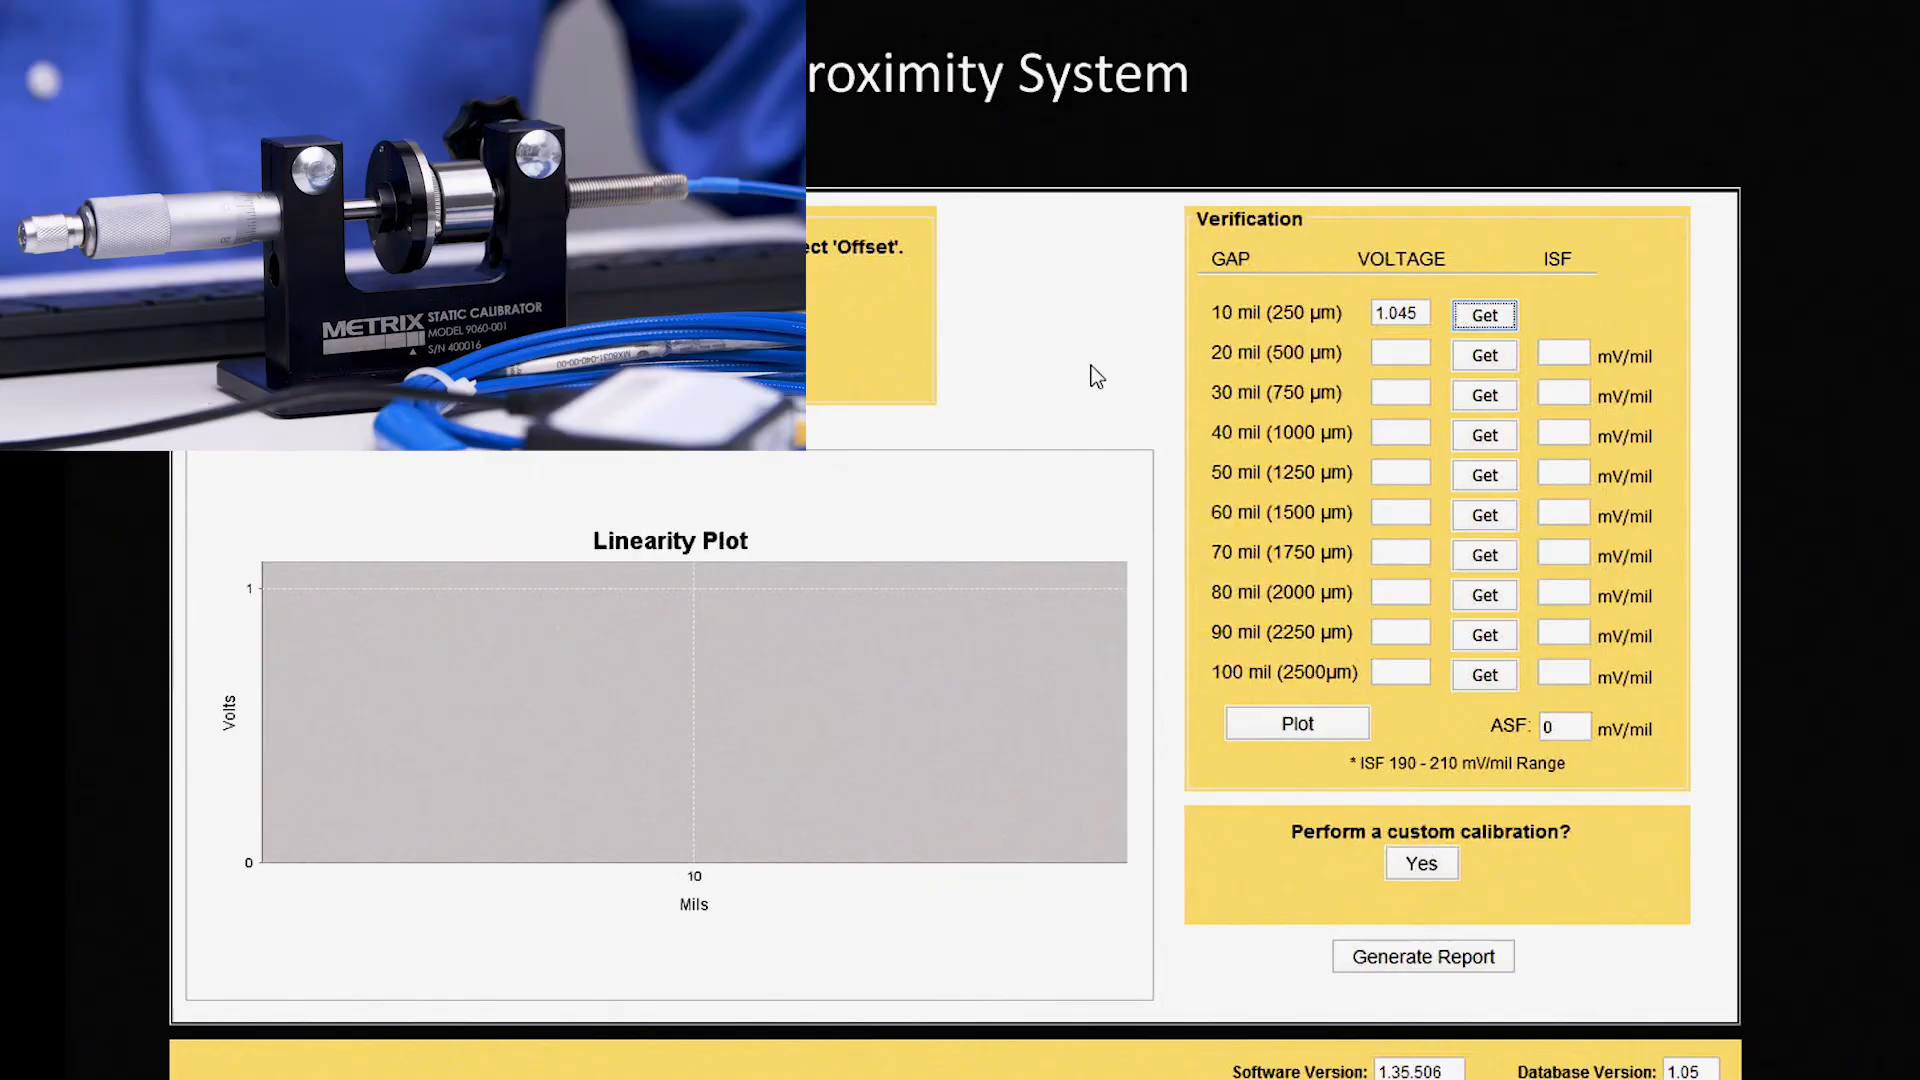 roximity System
METRIX STATIC CALIBRATOR
MODEL 9060-001
S/N 400016
MX8031-040-00-00
ect 'Offset'.
Verification
GAP VOLTAGE ISF
10 mil (250 µm) 1.045 Get
20 mil (500 µm) Get mV/mil
30 mil (750 µm) Get mV/mil
40 mil (1000 µm) Get mV/mil
50 mil (1250 µm) Get mV/mil
60 mil (1500 µm) Get mV/mil
70 mil (1750 µm) Get mV/mil
80 mil (2000 µm) Get mV/mil
90 mil (2250 µm) Get mV/mil
100 mil (2500µm) Get mV/mil
Plot ASF: 0 mV/mil
* ISF 190 - 210 mV/mil Range
Perform a custom calibration?
Yes
Generate Report
Linearity Plot
1
Volts
0
10
Mils
Software Version: 1.35.506 Database Version: 1.05